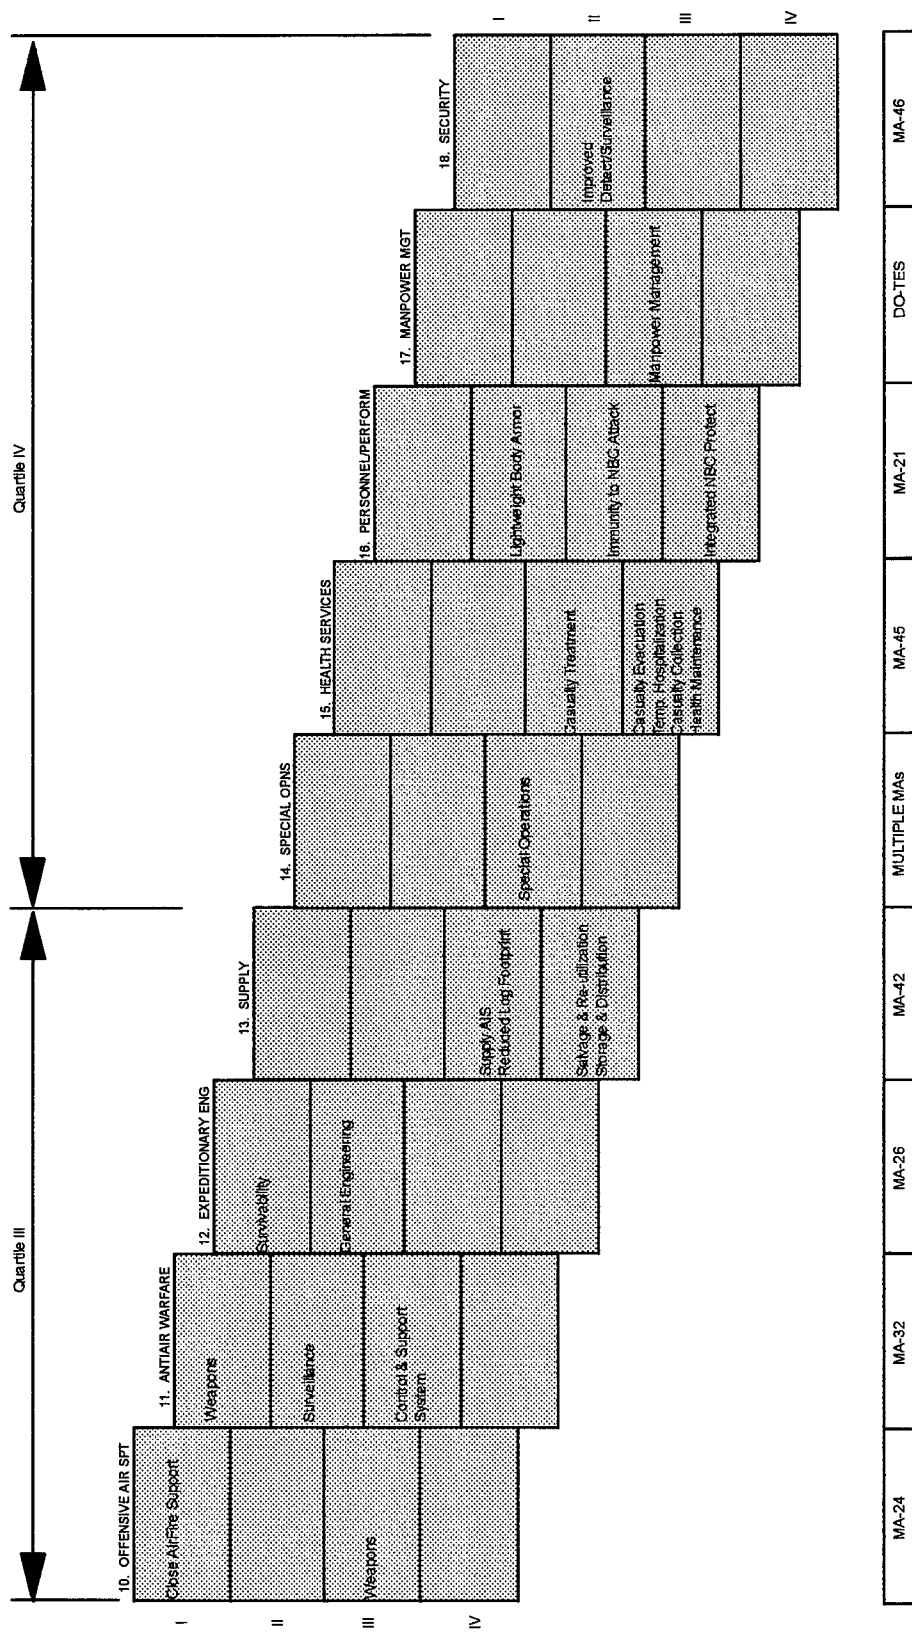 Quartile III
Quartile IV
10. OFFENSIVE AIR SPT
Close Air/Fire Support
Weapons
11. ANTIAIR WARFARE
Weapons
Surveillance
Control & Support
System
12. EXPEDITIONARY ENG
Survivability
General Engineering
13. SUPPLY
Supply AIS
Reduced Log Footprint
Salvage & Re-utilization
Storage & Distribution
14. SPECIAL OPNS
Special Operations
15. HEALTH SERVICES
Casualty Treatment
Casualty Evacuation
Temp. Hospitalization
Casualty Collection
Health Maintenance
16. PERSONNEL/PERFORM
Lightweight Body Armor
Immunity to NBC Attack
Integrated NBC Protect
17. MANPOWER MGT
Manpower Management
18. SECURITY
Improved
Detect/Surveillance
I
II
III
IV
I
II
III
IV
MA-24
MA-32
MA-26
MA-42
MULTIPLE MAs
MA-45
MA-21
DO-TES
MA-46